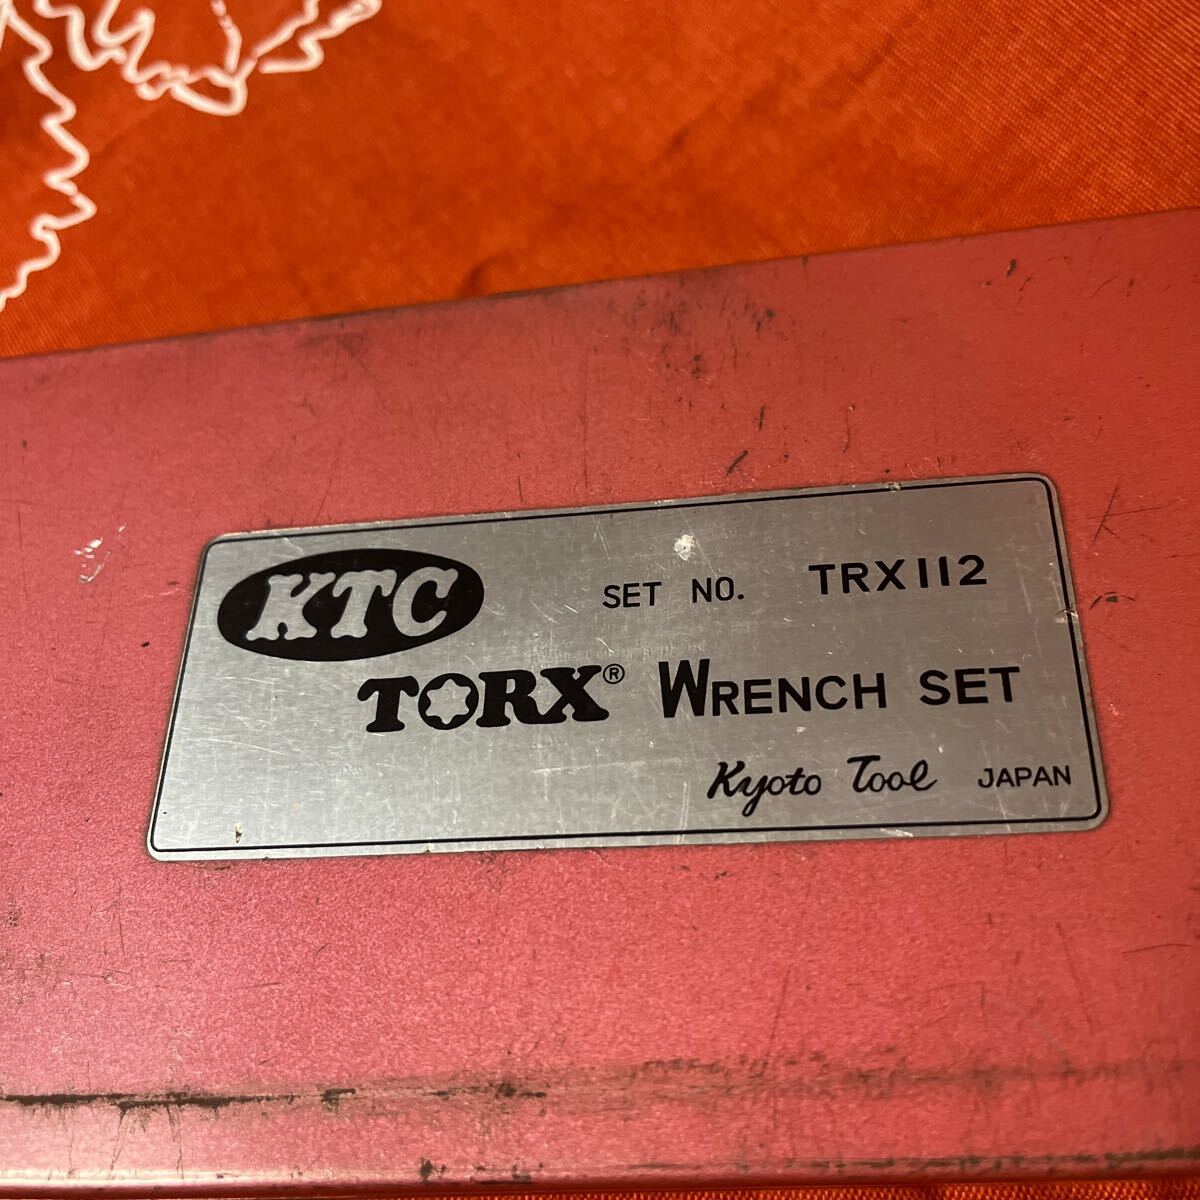 KTC SET NO. TRX112
TORX® WRENCH SET
Kyoto Tool JAPAN